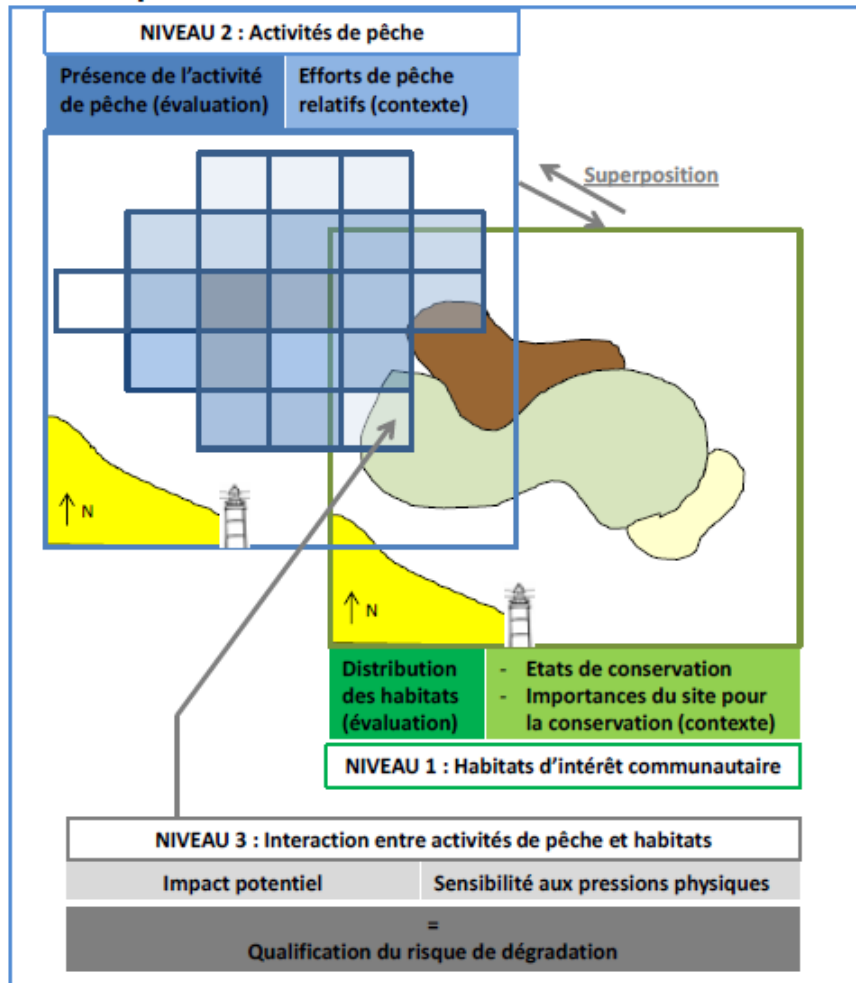 NIVEAU 2 : Activités de pêche
Présence de l'activité
de pêche (évaluation)
Efforts de pêche
relatifs (contexte)
Superposition
N
N
Distribution
des habitats
(évaluation)
- Etats de conservation
- Importances du site pour
la conservation (contexte)
NIVEAU 1 : Habitats d'intérêt communautaire
NIVEAU 3 : Interaction entre activités de pêche et habitats
Impact potentiel
Sensibilité aux pressions physiques
=
Qualification du risque de dégradation